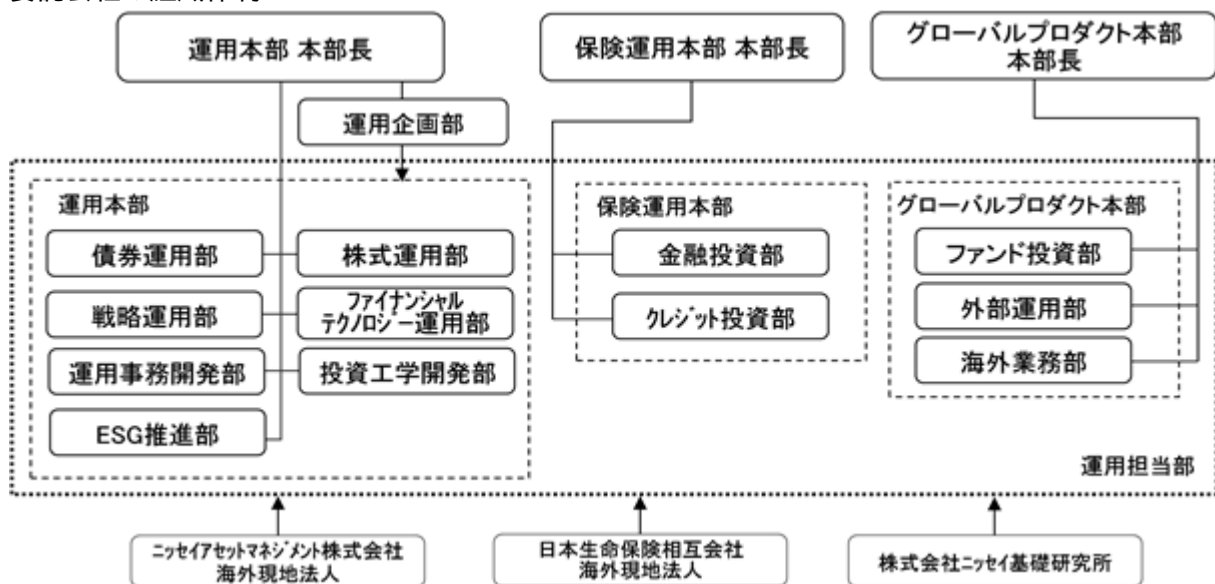 運用本部 本部長
保険運用本部 本部長
グローバルプロダクト本部
本部長
運用企画部
運用本部
債券運用部
株式運用部
戦略運用部
ファイナンシャル
テクノロジー運用部
運用事務開発部
投資工学開発部
ESG推進部
保険運用本部
金融投資部
クレジット投資部
グローバルプロダクト本部
ファンド投資部
外部運用部
海外業務部
運用担当部
ニッセイアセットマネジメント株式会社
海外現地法人
日本生命保険相互会社
海外現地法人
株式会社ニッセイ基礎研究所